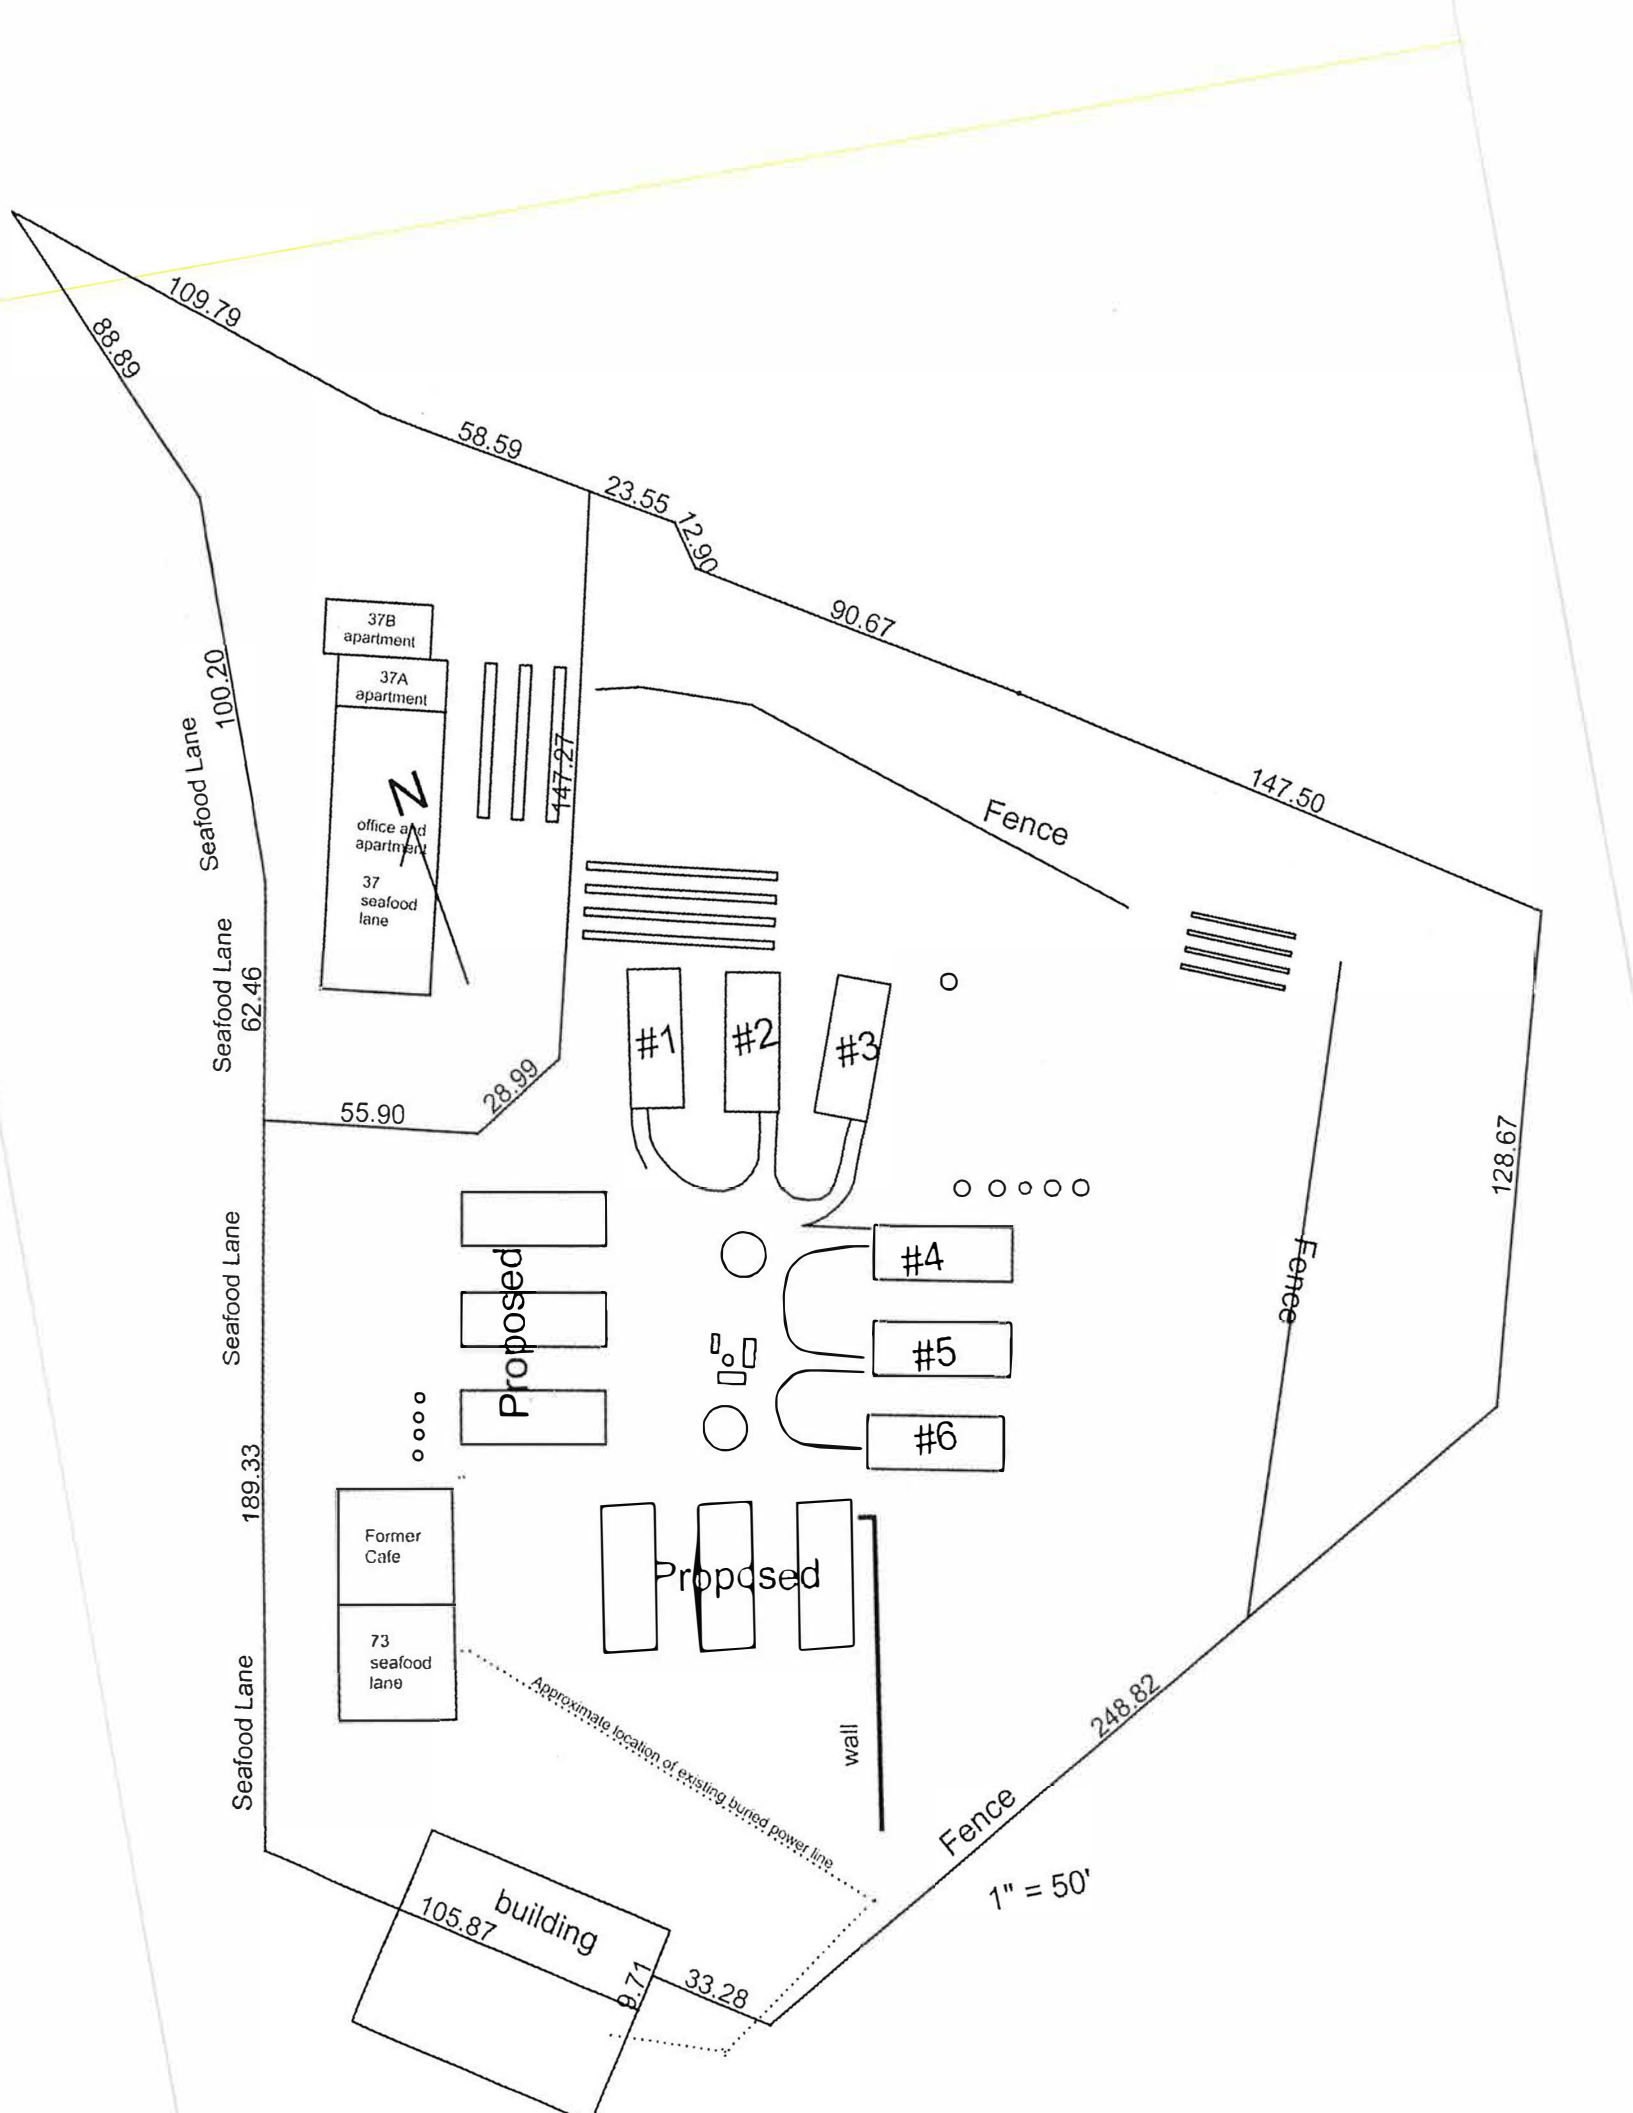 109.79
88.89
58.59
23.55
12.90
90.67
147.50
37B
apartment
37A
apartment
100.20
Seafood Lane
147.27
N
office and
apartment
37
seafood
lane
Fence
Seafood Lane
62.46
#1
#2
#3
28.99
55.90
128.67
Seafood Lane
Proposed
#4
Fence
#5
#6
189.33
Former
Cafe
Proposed
73
seafood
lane
Seafood Lane
Approximate location of existing buried power line
wall
248.82
Fence
1" = 50'
building
105.87
9.71
33.28